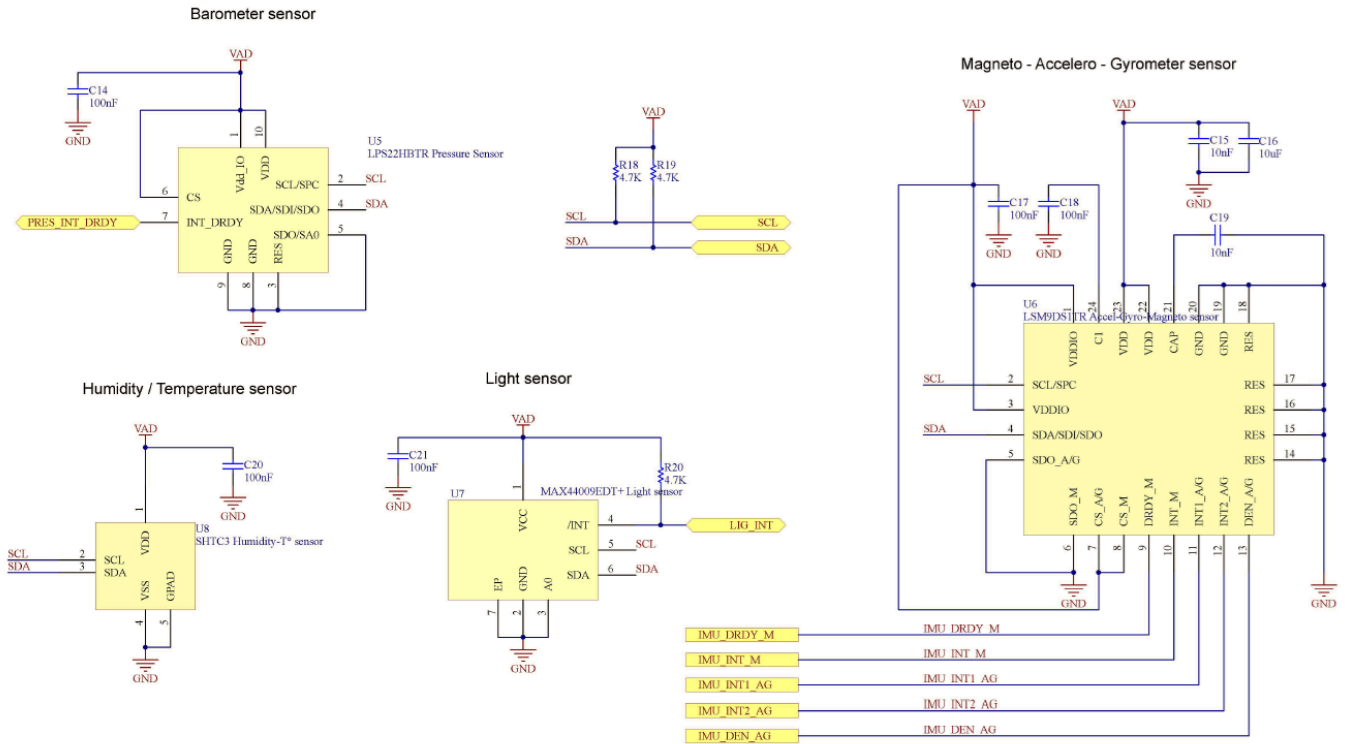 Barometer sensor
VAD
C14
100nF
GND
1
10
U5
LPS22HBTR Pressure Sensor
Vdd_IO
VDD
6
CS
SCL/SPC
2
SCL
SDA/SDI/SDO
4
SDA
PRES_INT_DRDY
7
INT_DRDY
SDO/SA0
5
GND
GND
RES
9
8
3
GND
VAD
R18
4.7K
R19
4.7K
SCL
SCL
SDA
SDA
Magneto - Accelero - Gyrometer sensor
VAD
VAD
C15
10nF
C16
10uF
GND
C17
100nF
C18
100nF
GND
GND
C19
10nF
U6
LSM9DS1TR Accel-Gyro-Magneto sensor
1
24
23
22
21
20
19
18
VDDIO
C1
VDD
VDD
CAP
GND
GND
RES
SCL
2
SCL/SPC
RES
17
3
VDDIO
RES
16
SDA
4
SDA/SDI/SDO
RES
15
5
SDO_A/G
RES
14
SDO_M
CS_A/G
CS_M
DRDY_M
INT_M
INT1_A/G
INT2_A/G
DEN_A/G
6
7
8
9
10
11
12
13
GND
GND
IMU_DRDY_M
IMU_DRDY_M
IMU_INT_M
IMU_INT_M
IMU_INT1_AG
IMU_INT1_AG
IMU_INT2_AG
IMU_INT2_AG
IMU_DEN_AG
IMU_DEN_AG
Humidity / Temperature sensor
VAD
C20
100nF
GND
1
U8
SHTC3 Humidity-T° sensor
VDD
SCL
2
SCL
SDA
3
SDA
VSS
GPAD
4
5
GND
Light sensor
VAD
C21
100nF
GND
R20
4.7K
U7
1
MAX44009EDT+ Light sensor
VCC
/INT
4
LIG_INT
SCL
5
SCL
SDA
6
SDA
EP
GND
A0
7
2
3
GND